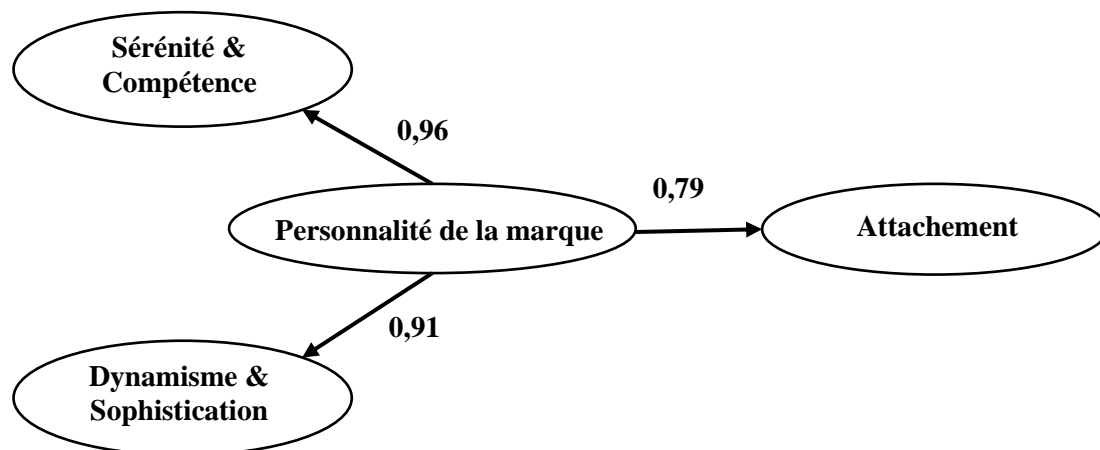 Sérénité &
Compétence
0,96
0,79
Personnalité de la marque
Attachement
0,91
Dynamisme &
Sophistication